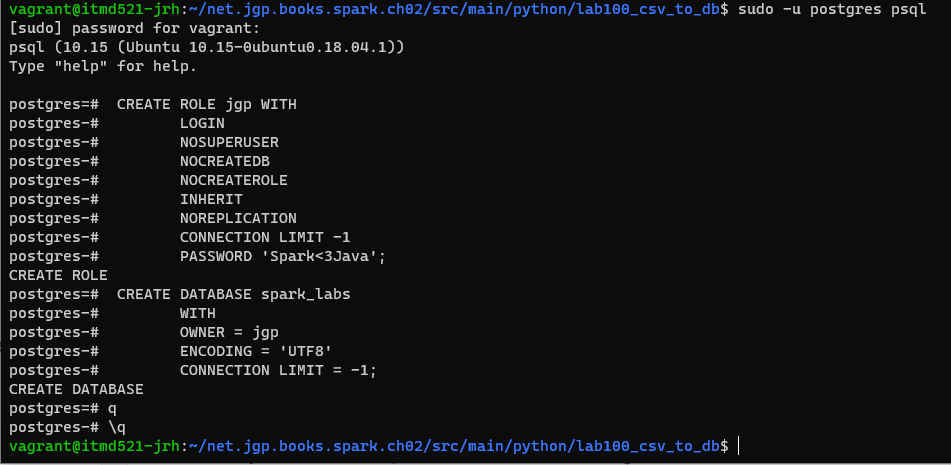 vagrant@itmd521-jrh:~/net.jgp.books.spark.ch02/src/main/python/lab100_csv_to_db$ sudo -u postgres psql
[sudo] password for vagrant:
psql (10.15 (Ubuntu 10.15-0ubuntu0.18.04.1))
Type "help" for help.
postgres=#  CREATE ROLE jgp WITH
postgres-#         LOGIN
postgres-#         NOSUPERUSER
postgres-#         NOCREATEDB
postgres-#         NOCREATEROLE
postgres-#         INHERIT
postgres-#         NOREPLICATION
postgres-#         CONNECTION LIMIT -1
postgres-#         PASSWORD 'Spark<3Java';
CREATE ROLE
postgres=#  CREATE DATABASE spark_labs
postgres-#         WITH
postgres-#         OWNER = jgp
postgres-#         ENCODING = 'UTF8'
postgres-#         CONNECTION LIMIT = -1;
CREATE DATABASE
postgres=# q
postgres-# \q
vagrant@itmd521-jrh:~/net.jgp.books.spark.ch02/src/main/python/lab100_csv_to_db$